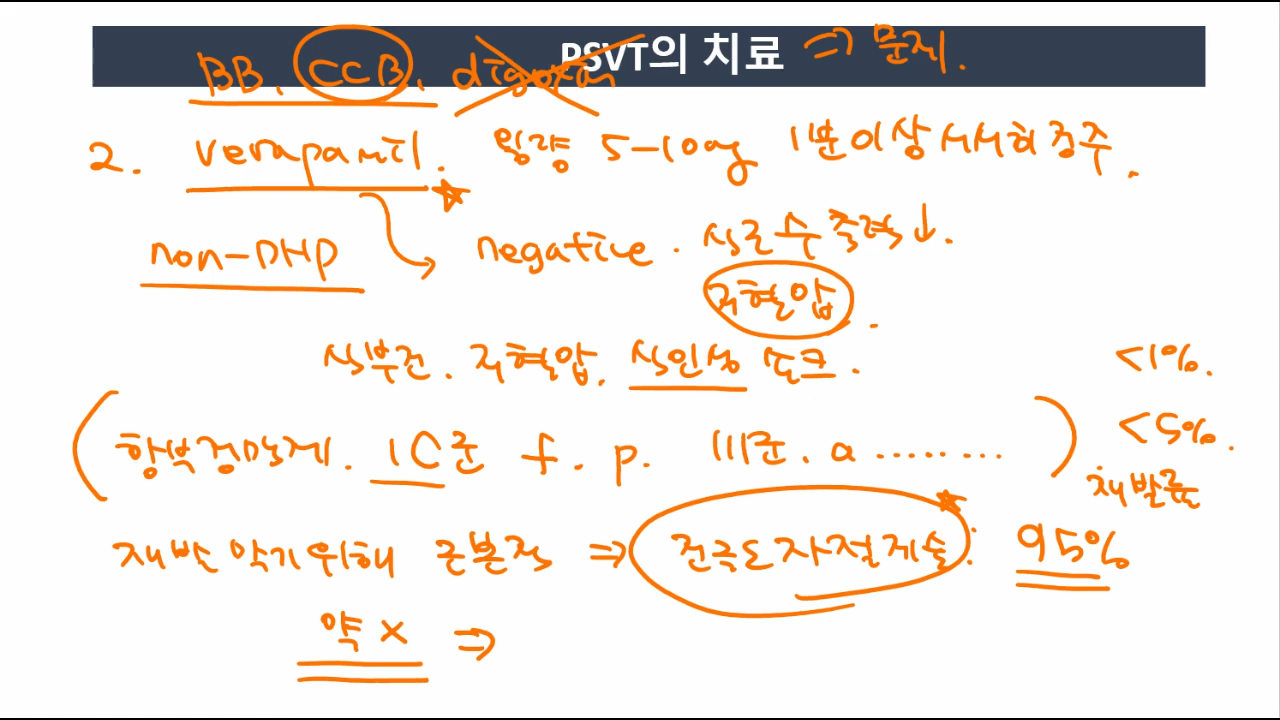 PSVT의 치료 => 문제.
BB, CCB, digoxin
2. verapamil. 용량 5-10mg 1분이상 서서히 정주.
non-DHP negative. 심근수축력↓.
저혈압.
심부전. 저혈압. 심인성 쇼크. <1%.
(항부정맥제. IC군 f. p. III군. a ........) <5%.
재발률
재발 막기위해 근본적 => 전극도자절제술: 95%
약 x =>